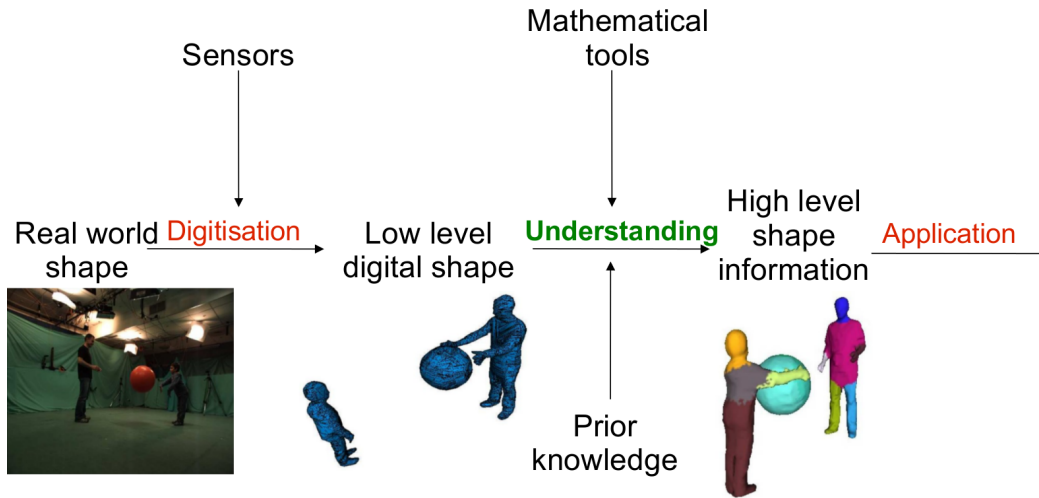 Sensors
Mathematical
tools
Real world
shape
Digitisation
Low level
digital shape
Understanding
High level
shape
information
Application
Prior
knowledge